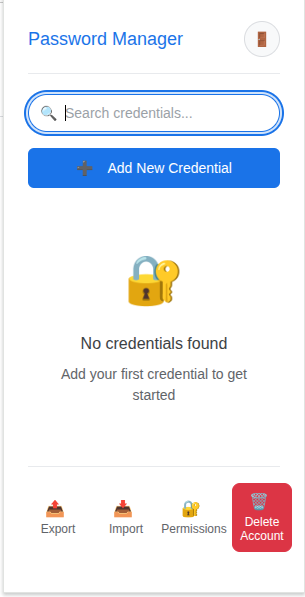 Password Manager
Search credentials...
Add New Credential
No credentials found
Add your first credential to get
started
Export
Import
Permissions
Delete
Account